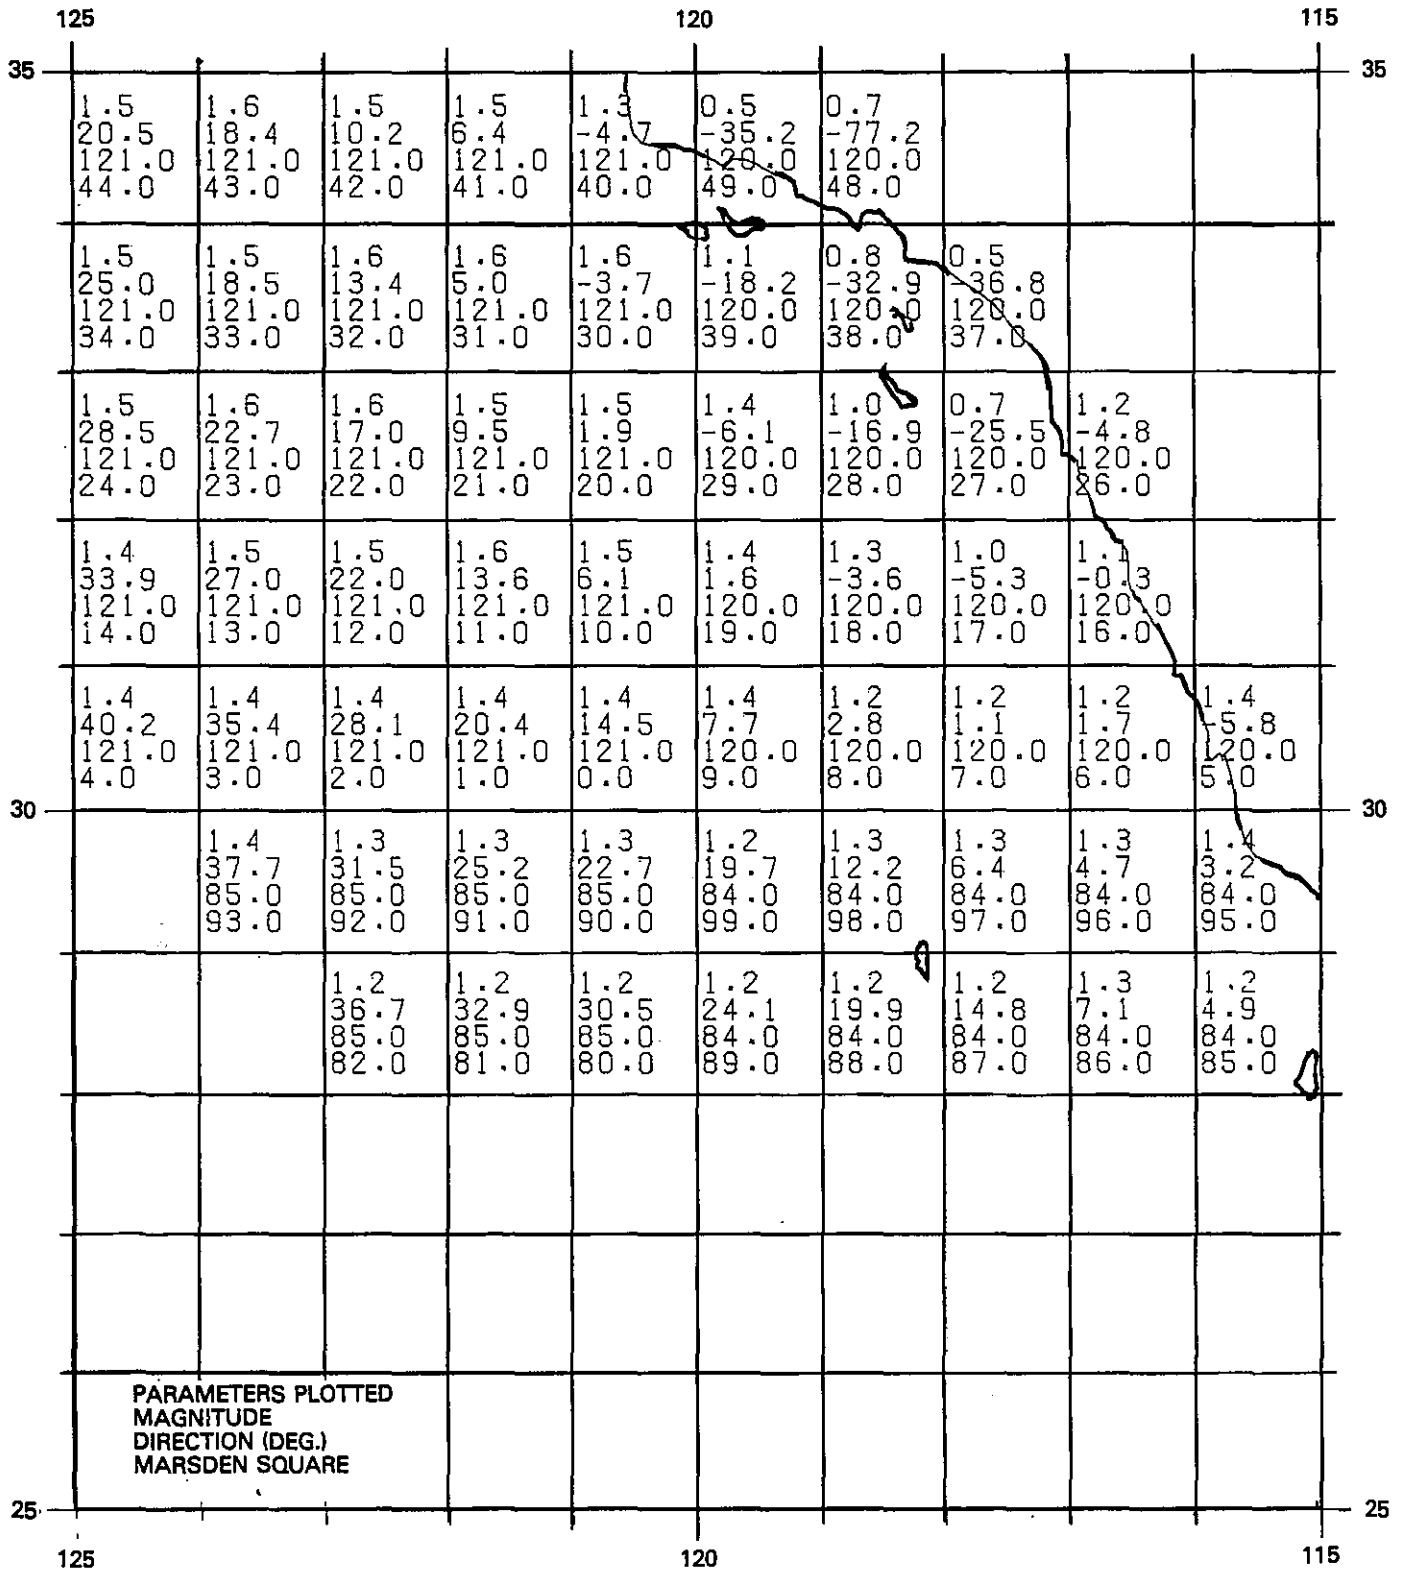 125 120 115
35 35
1.5 1.6 1.5 1.5 1.3 0.5 0.7
20.5 18.4 10.2 6.4 -4.7 -35.2 -77.2
121.0 121.0 121.0 121.0 121.0 120.0 120.0
44.0 43.0 42.0 41.0 40.0 49.0 48.0
1.5 1.5 1.6 1.6 1.6 1.1 0.8 0.5
25.0 18.5 13.4 5.0 -3.7 -18.2 -32.9 -36.8
121.0 121.0 121.0 121.0 121.0 120.0 120.0 120.0
34.0 33.0 32.0 31.0 30.0 39.0 38.0 37.0
1.5 1.6 1.6 1.5 1.5 1.4 1.0 0.7 1.2
28.5 22.7 17.0 9.5 1.9 -6.1 -16.9 -25.5 -4.8
121.0 121.0 121.0 121.0 121.0 120.0 120.0 120.0 120.0
24.0 23.0 22.0 21.0 20.0 29.0 28.0 27.0 26.0
1.4 1.5 1.5 1.6 1.5 1.4 1.3 1.0 1.1
33.9 27.0 22.0 13.6 6.1 1.6 -3.6 -5.3 -0.3
121.0 121.0 121.0 121.0 121.0 120.0 120.0 120.0 120.0
14.0 13.0 12.0 11.0 10.0 19.0 18.0 17.0 16.0
1.4 1.4 1.4 1.4 1.4 1.4 1.2 1.2 1.2 1.4
40.2 35.4 28.1 20.4 14.5 7.7 2.8 1.1 1.7 -5.8
121.0 121.0 121.0 121.0 121.0 120.0 120.0 120.0 120.0 120.0
4.0 3.0 2.0 1.0 0.0 9.0 8.0 7.0 6.0 5.0
30 30
1.4 1.3 1.3 1.3 1.2 1.3 1.3 1.3 1.4
37.7 31.5 25.2 22.7 19.7 12.2 6.4 4.7 3.2
85.0 85.0 85.0 85.0 84.0 84.0 84.0 84.0 84.0
93.0 92.0 91.0 90.0 99.0 98.0 97.0 96.0 95.0
1.2 1.2 1.2 1.2 1.2 1.2 1.3 1.2
36.7 32.9 30.5 24.1 19.9 14.8 7.1 4.9
85.0 85.0 85.0 84.0 84.0 84.0 84.0 84.0
82.0 81.0 80.0 89.0 88.0 87.0 86.0 85.0
PARAMETERS PLOTTED
MAGNITUDE
DIRECTION (DEG.)
MARSDEN SQUARE
25 25
125 120 115